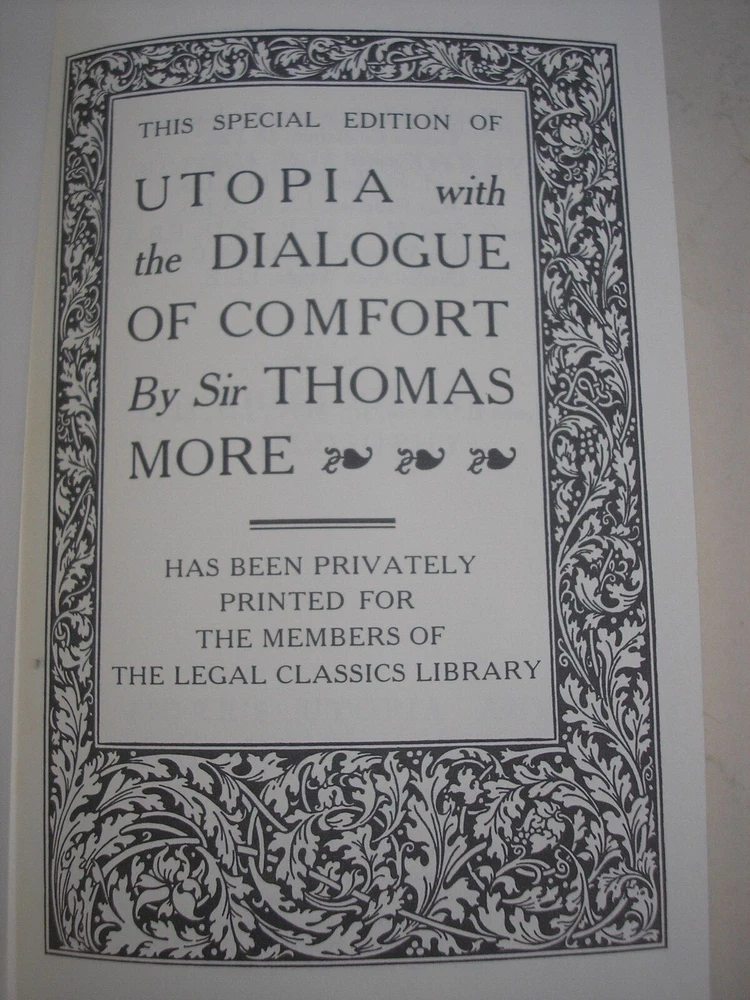 THIS SPECIAL EDITION OF
UTOPIA with
the DIALOGUE
OF COMFORT
By Sir THOMAS
MORE
HAS BEEN PRIVATELY
PRINTED FOR
THE MEMBERS OF
THE LEGAL CLASSICS LIBRARY